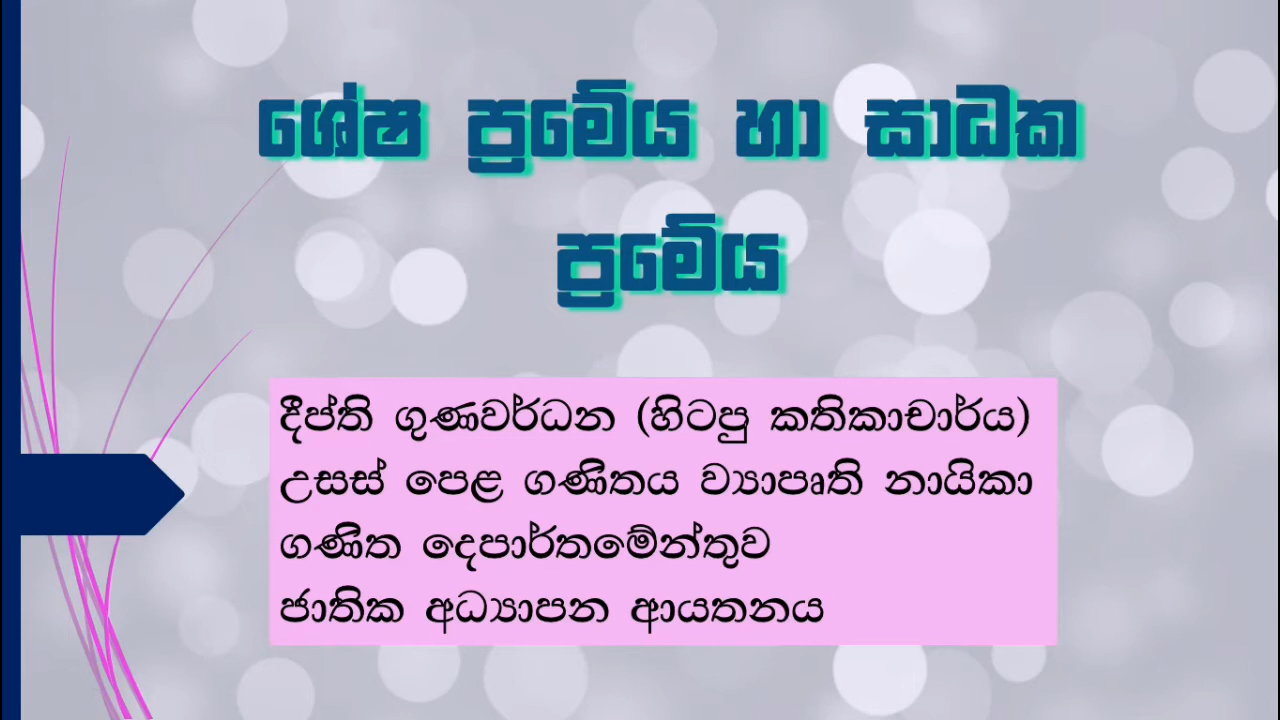 ශේෂ ප්‍රමේය හා සාධක
ප්‍රමේය
දීප්ති ගුණවර්ධන (හිටපු කතිකාචාර්ය)
උසස් පෙළ ගණිතය ව්‍යාපෘති නායිකා
ගණිත දෙපාර්තමේන්තුව
ජාතික අධ්‍යාපන ආයතනය